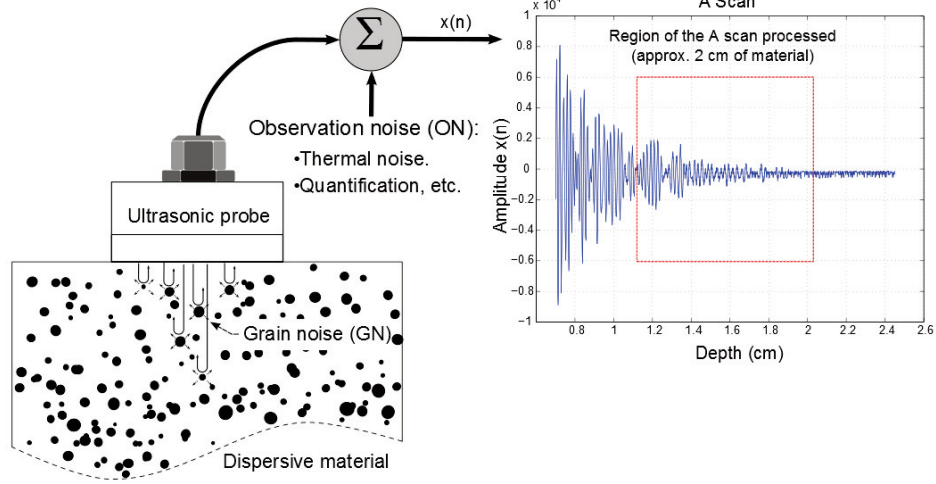 Σ
x(n)
Observation noise (ON):
•Thermal noise.
•Quantification, etc.
Ultrasonic probe
Grain noise (GN)
Dispersive material
A Scan
Region of the A scan processed
(approx. 2 cm of material)
Amplitude x(n)
1
0.8
0.6
0.4
0.2
0
−0.2
−0.4
−0.6
−0.8
−1
0.8
1
1.2
1.4
1.6
1.8
2
2.2
2.4
2.6
Depth (cm)